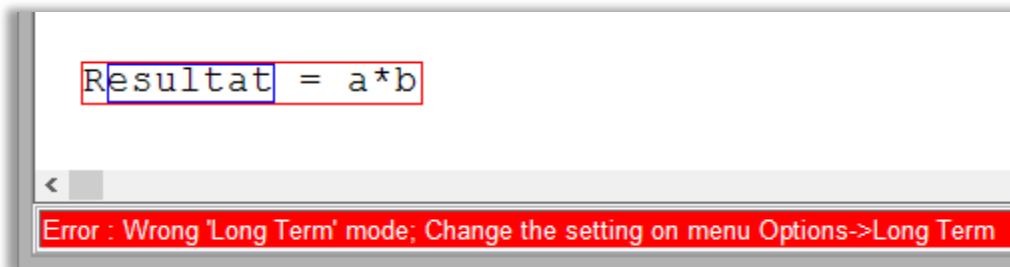 Resultat = a*b
Error : Wrong 'Long Term' mode; Change the setting on menu Options->Long Term